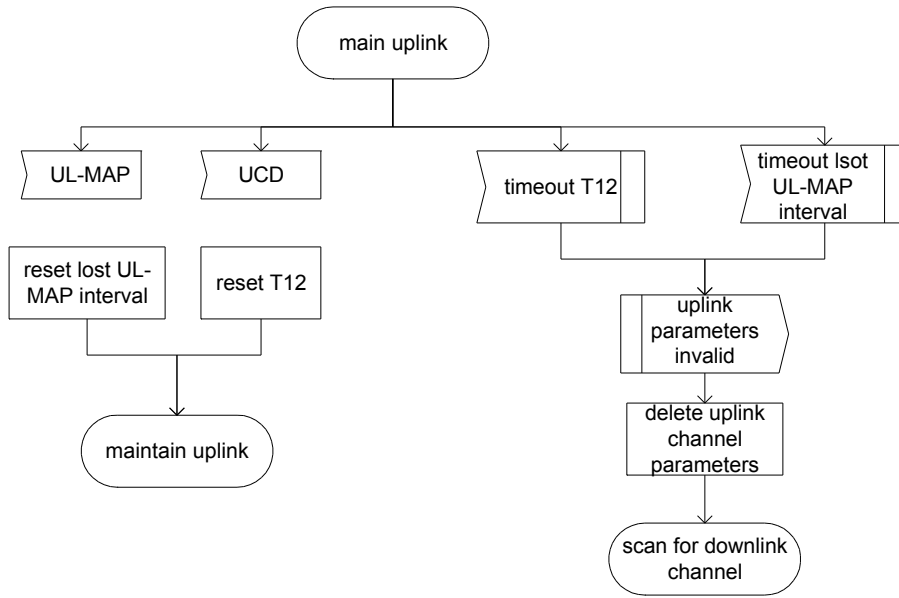 main uplink
UL-MAP
UCD
timeout T12
timeout lsot
UL-MAP
interval
reset lost UL-
MAP interval
reset T12
uplink
parameters
invalid
maintain uplink
delete uplink
channel
parameters
scan for downlink
channel